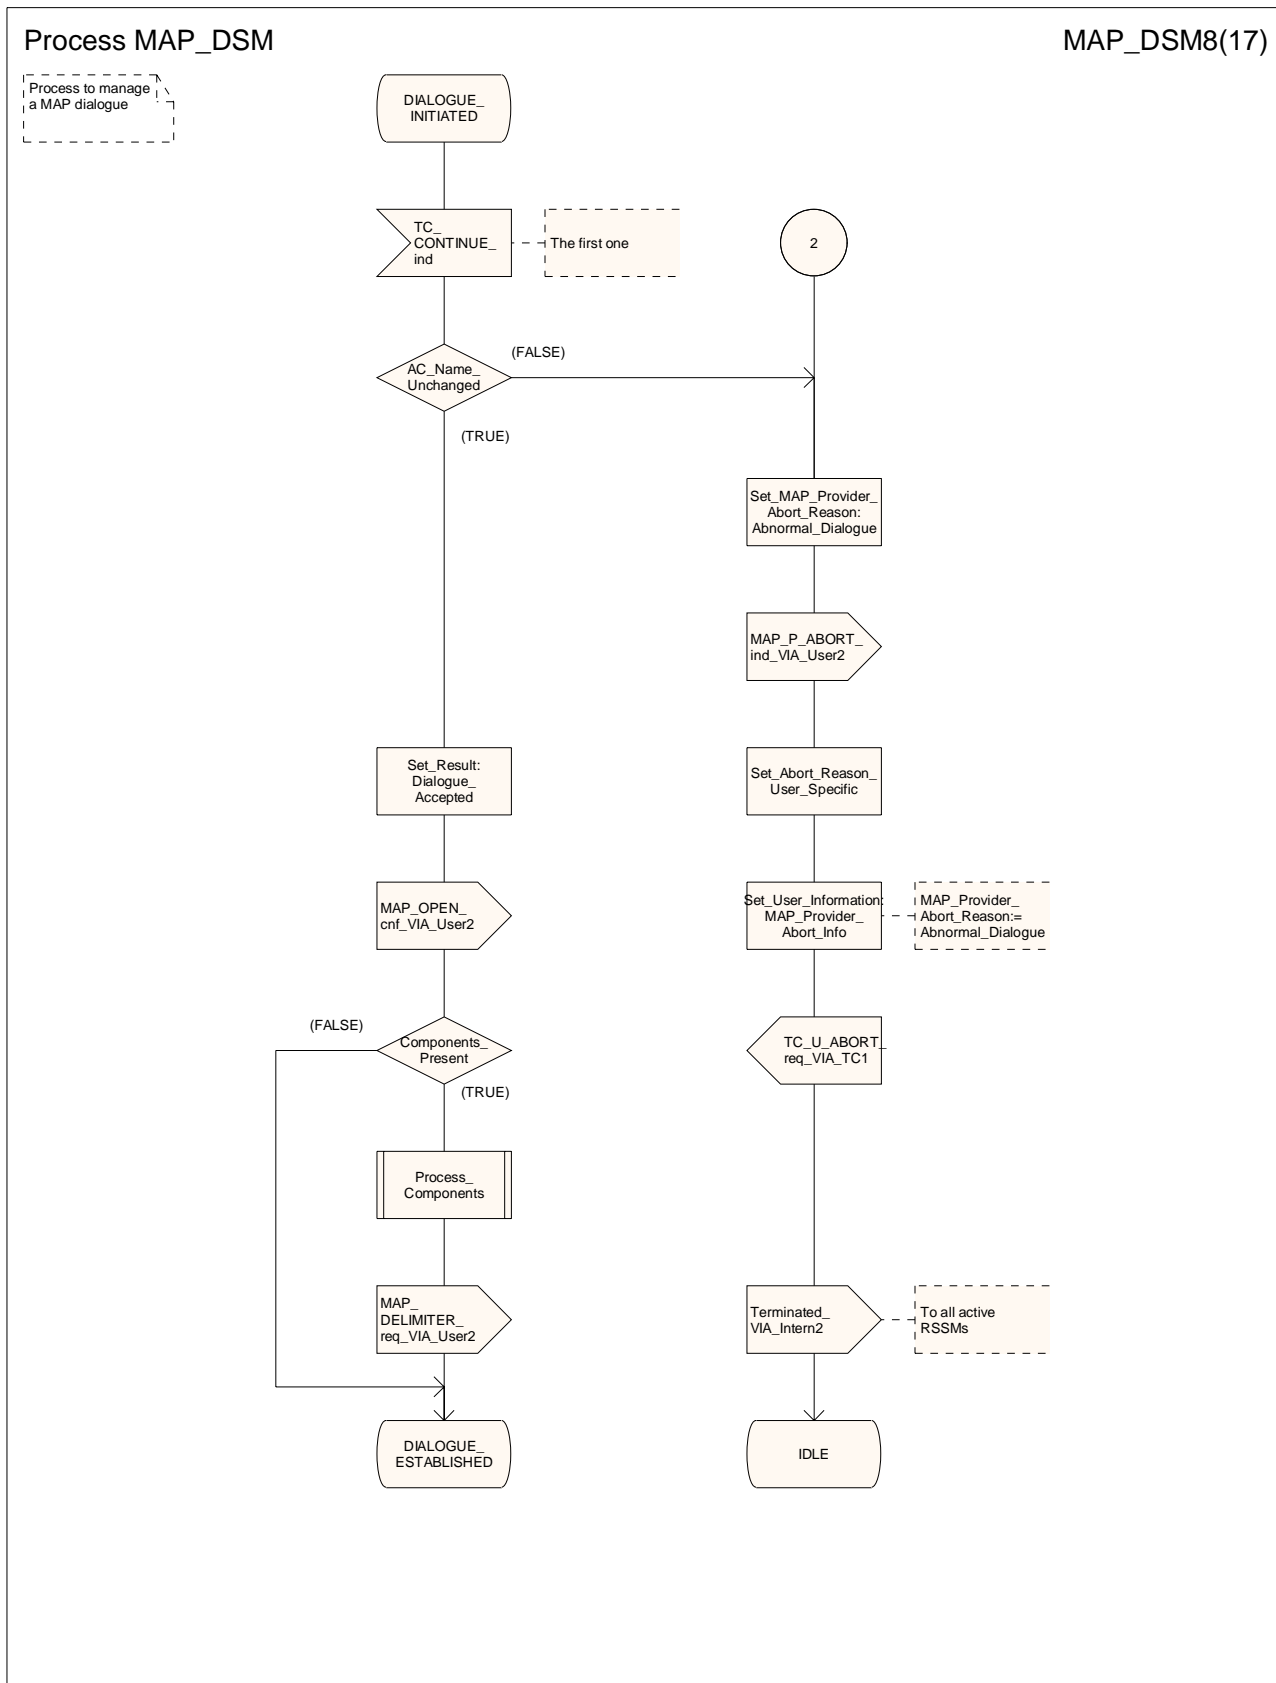 Process MAP_DSM
MAP_DSM8(17)
Process to manage
a MAP dialogue
DIALOGUE_
INITIATED
TC_
CONTINUE_
ind
The first one
2
AC_Name_
Unchanged
(FALSE)
(TRUE)
Set_MAP_Provider_
Abort_Reason:
Abnormal_Dialogue
MAP_P_ABORT_
ind_VIA_User2
Set_Result:
Dialogue_
Accepted
Set_Abort_Reason_
User_Specific
MAP_OPEN_
cnf_VIA_User2
Set_User_Information:
MAP_Provider_
Abort_Info
MAP_Provider_
Abort_Reason:=
Abnormal_Dialogue
(FALSE)
Components_
Present
(TRUE)
TC_U_ABORT_
req_VIA_TC1
Process_
Components
MAP_
DELIMITER_
req_VIA_User2
Terminated_
VIA_Intern2
To all active
RSSMs
DIALOGUE_
ESTABLISHED
IDLE